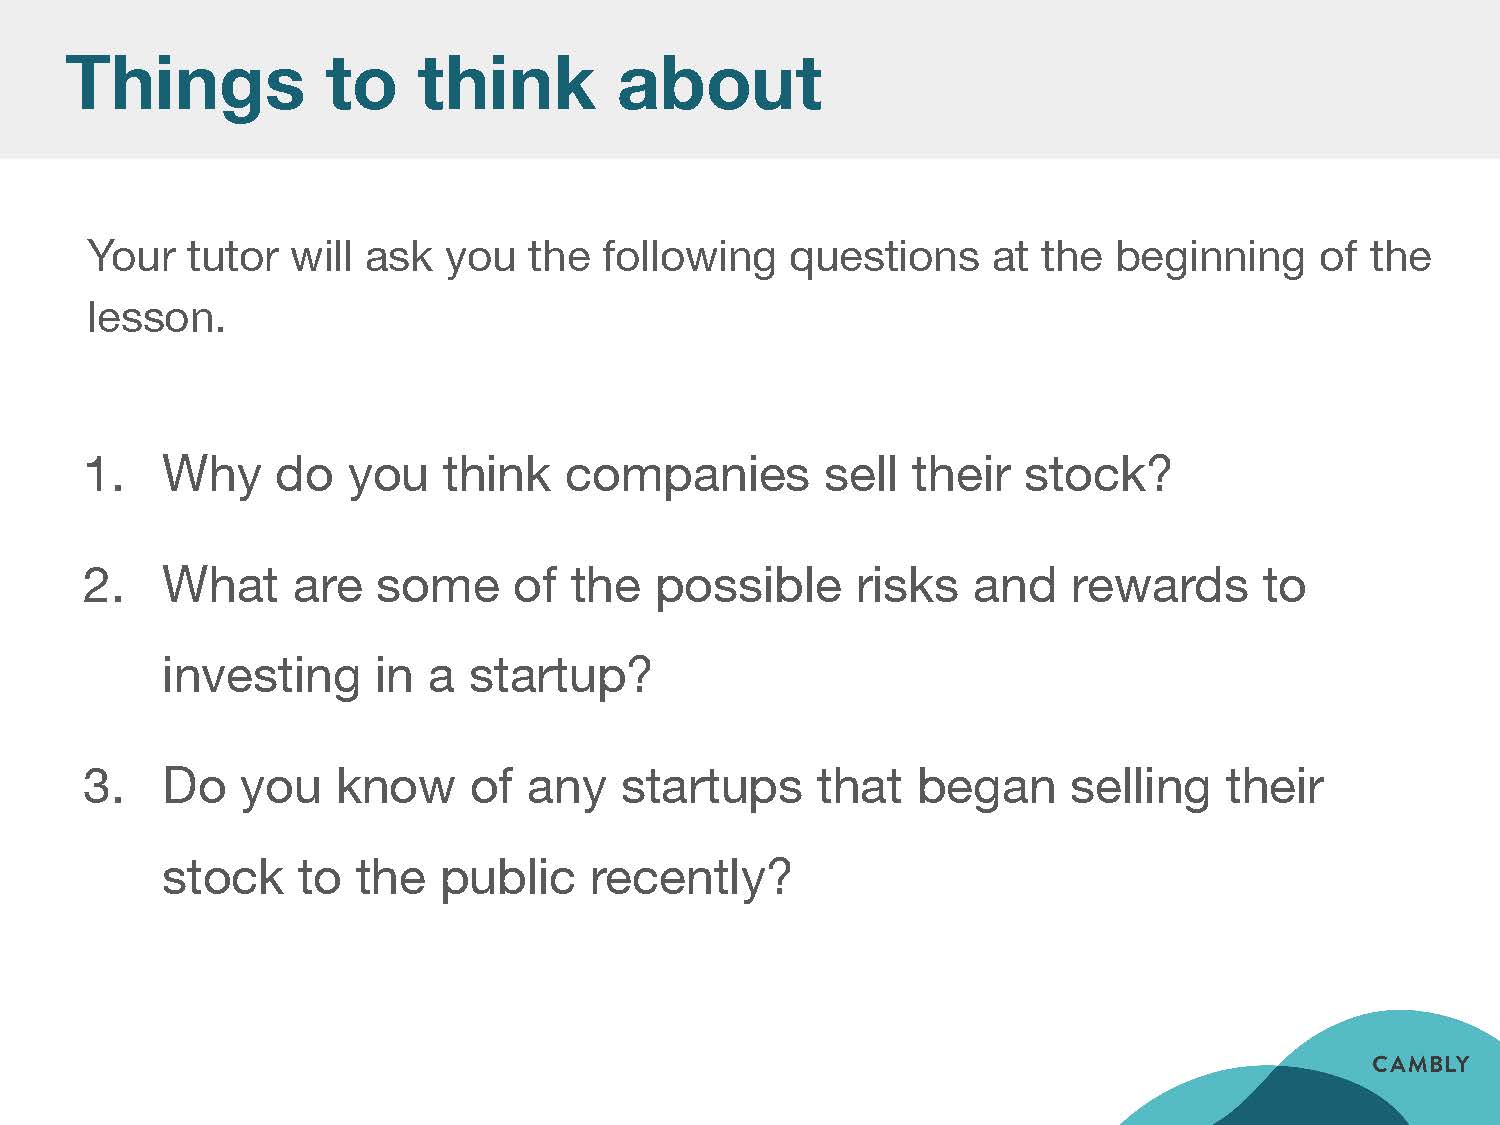 Things to think about
Your tutor will ask you the following questions at the beginning of the
lesson.
1. Why do you think companies sell their stock?
2. What are some of the possible risks and rewards to
investing in a startup?
3. Do you know of any startups that began selling their
stock to the public recently?
CAMBLY